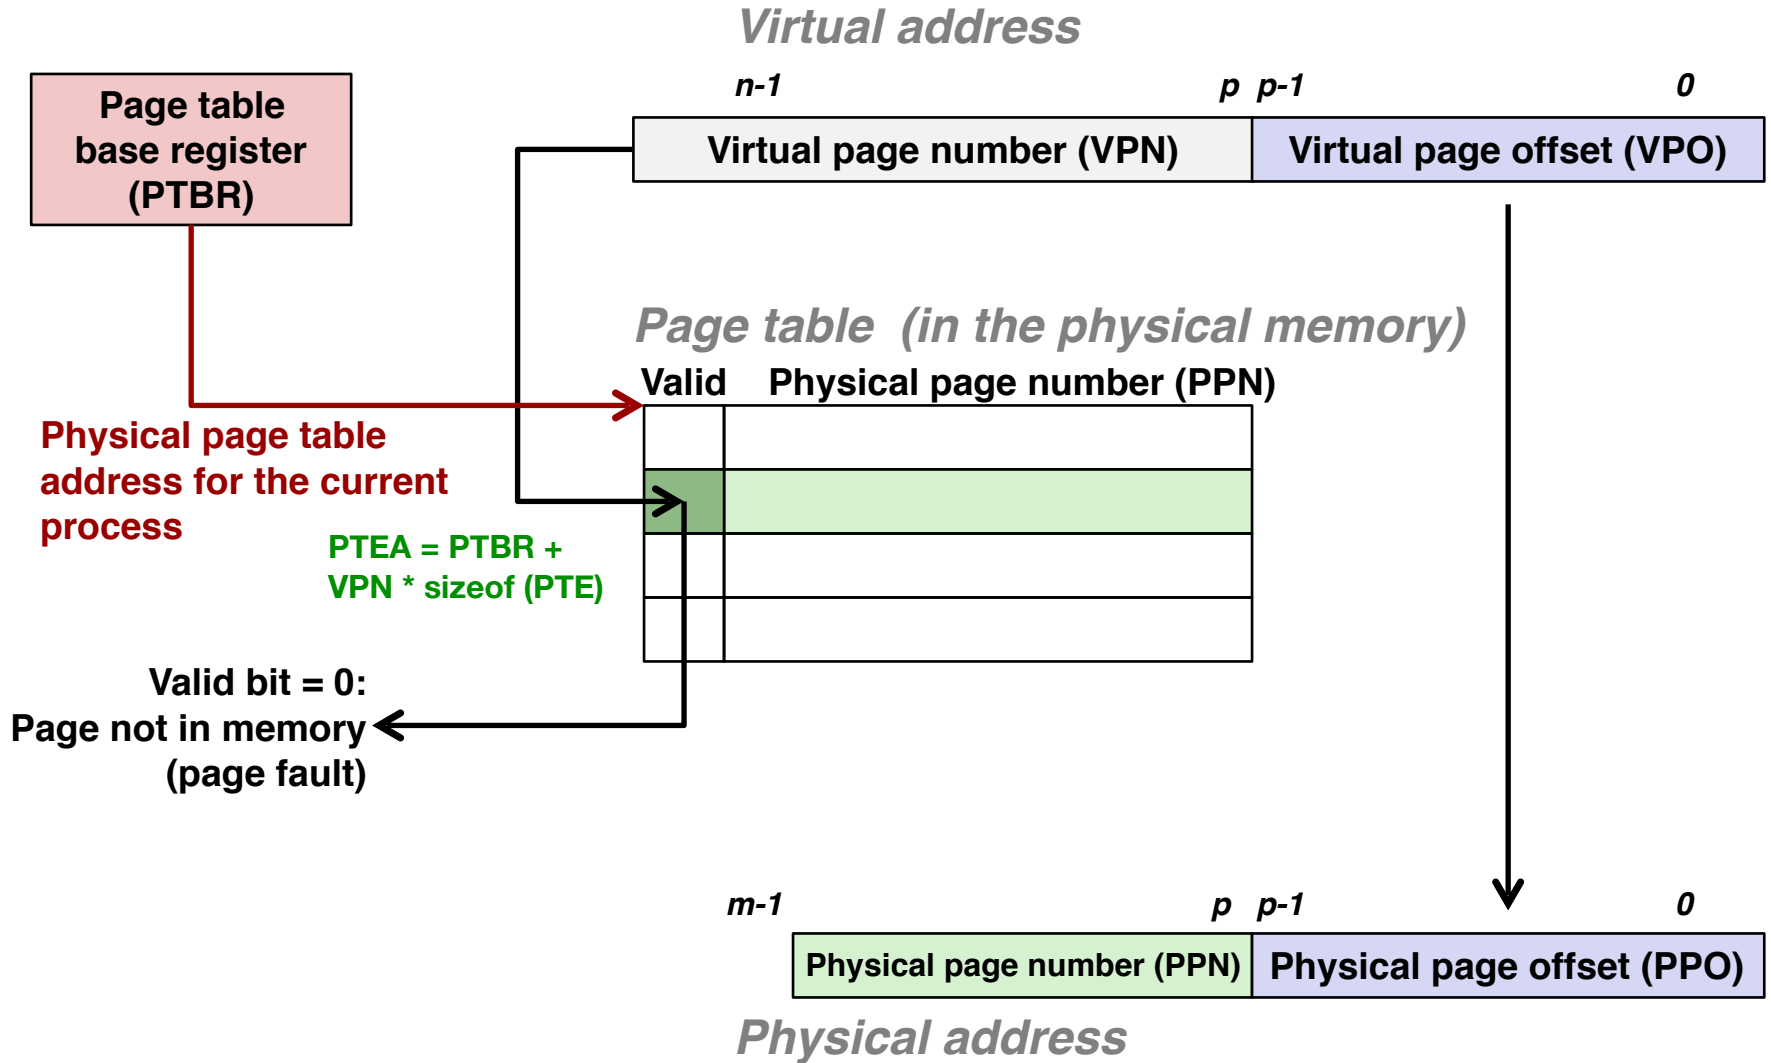 Virtual address
n-1 p p-1 0
Page table
base register
(PTBR)
Virtual page number (VPN) Virtual page offset (VPO)
Page table (in the physical memory)
Valid Physical page number (PPN)
Physical page table
address for the current
process
PTEA = PTBR +
VPN * sizeof (PTE)
Valid bit = 0:
Page not in memory
(page fault)
m-1 p p-1 0
Physical page number (PPN) Physical page offset (PPO)
Physical address